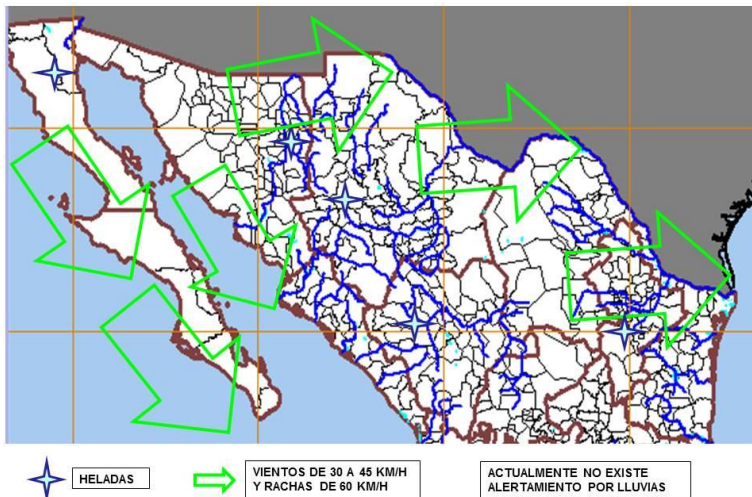 HELADAS
VIENTOS DE 30 A 45 KM/H
Y RACHAS DE 60 KM/H
ACTUALMENTE NO EXISTE
ALERTAMIENTO POR LLUVIAS